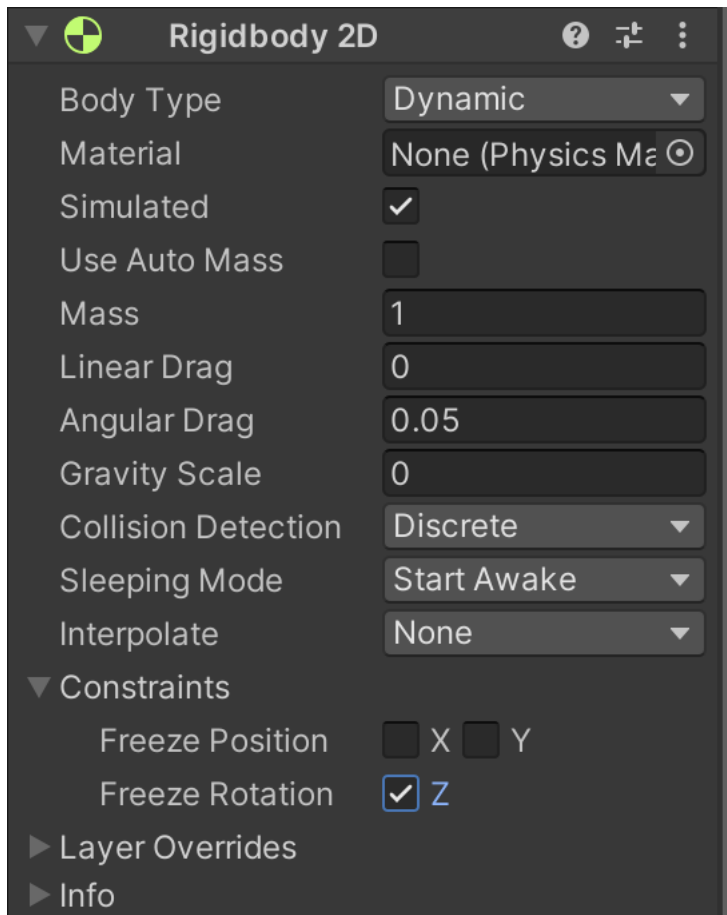 Rigidbody 2D
Body Type Dynamic
Material None (Physics Ma
Simulated
Use Auto Mass
Mass 1
Linear Drag 0
Angular Drag 0.05
Gravity Scale 0
Collision Detection Discrete
Sleeping Mode Start Awake
Interpolate None
Constraints
Freeze Position X Y
Freeze Rotation Z
Layer Overrides
Info